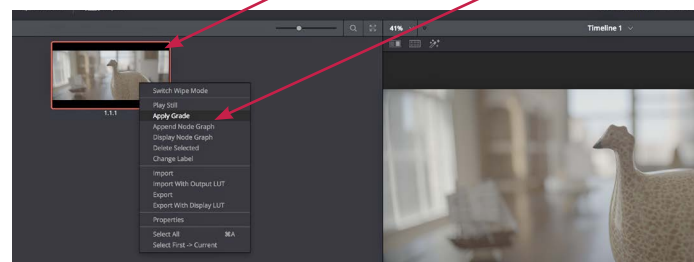 41%
Timeline 1
1.1.1
Switch Wipe Mode
Play Still
Apply Grade
Append Node Graph
Display Node Graph
Delete Selected
Change Label
Import
Import With Output LUT
Export
Export With Display LUT
Properties
Select All ⌘A
Select First -> Current